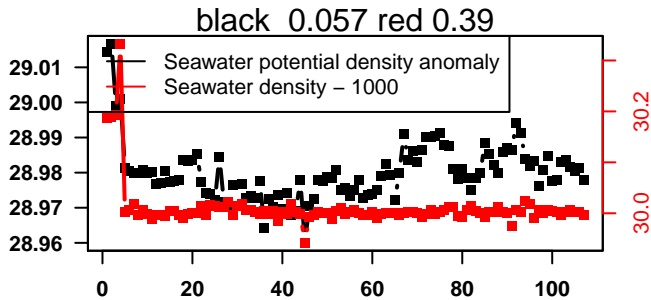 black 0.057 red 0.39
Seawater potential density anomaly
Seawater density − 1000
29.01
29.00
28.99
28.98
28.97
28.96
30.2
30.0
0 20 40 60 80 100